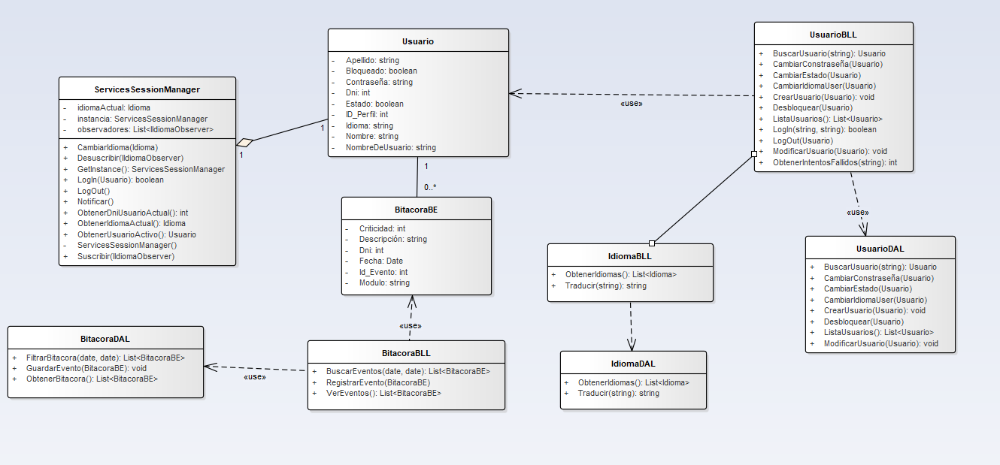 ServicesSessionManager
- idiomaActual: Idioma
- instancia: ServicesSessionManager
- observadores: List<IIdiomaObserver>
+ CambiarIdioma(Idioma)
+ Desuscribir(IIdiomaObserver)
+ GetInstance(): ServicesSessionManager
+ LogIn(Usuario): boolean
+ LogOut()
+ Notificar()
+ ObtenerDniUsuarioActual(): int
+ ObtenerIdiomaActual(): Idioma
+ ObtenerUsuarioActivo(): Usuario
- ServicesSessionManager()
+ Suscribir(IIdiomaObserver)
1
1
Usuario
- Apellido: string
- Bloqueado: boolean
- Contraseña: string
- Dni: int
- Estado: boolean
- ID_Perfil: int
- Idioma: string
- Nombre: string
- NombreDeUsuario: string
«use»
UsuarioBLL
+ BuscarUsuario(string): Usuario
+ CambiarConstraseña(Usuario)
+ CambiarEstado(Usuario)
+ CambiarIdiomaUser(Usuario)
+ CrearUsuario(Usuario): void
+ Desbloquear(Usuario)
+ ListaUsuarios(): List<Usuario>
+ LogIn(string, string): boolean
+ LogOut(Usuario)
+ ModificarUsuario(Usuario): void
+ ObtenerIntentosFallidos(string): int
1
0..*
BitacoraBE
- Criticidad: int
- Descripción: string
- Dni: int
- Fecha: Date
- Id_Evento: int
- Modulo: string
«use»
UsuarioDAL
+ BuscarUsuario(string): Usuario
+ CambiarConstraseña(Usuario)
+ CambiarEstado(Usuario)
+ CambiarIdiomaUser(Usuario)
+ CrearUsuario(Usuario): void
+ Desbloquear(Usuario)
+ ListaUsuarios(): List<Usuario>
+ ModificarUsuario(Usuario): void
IdiomaBLL
+ ObtenerIdiomas(): List<Idioma>
+ Traducir(string): string
«use»
BitacoraDAL
+ FiltrarBitacora(date, date): List<BitacoraBE>
+ GuardarEvento(BitacoraBE): void
+ ObtenerBitacora(): List<BitacoraBE>
«use»
BitacoraBLL
+ BuscarEventos(date, date): List<BitacoraBE>
+ RegistrarEvento(BitacoraBE)
+ VerEventos(): List<BitacoraBE>
IdiomaDAL
+ ObtenerIdiomas(): List<Idioma>
+ Traducir(string): string